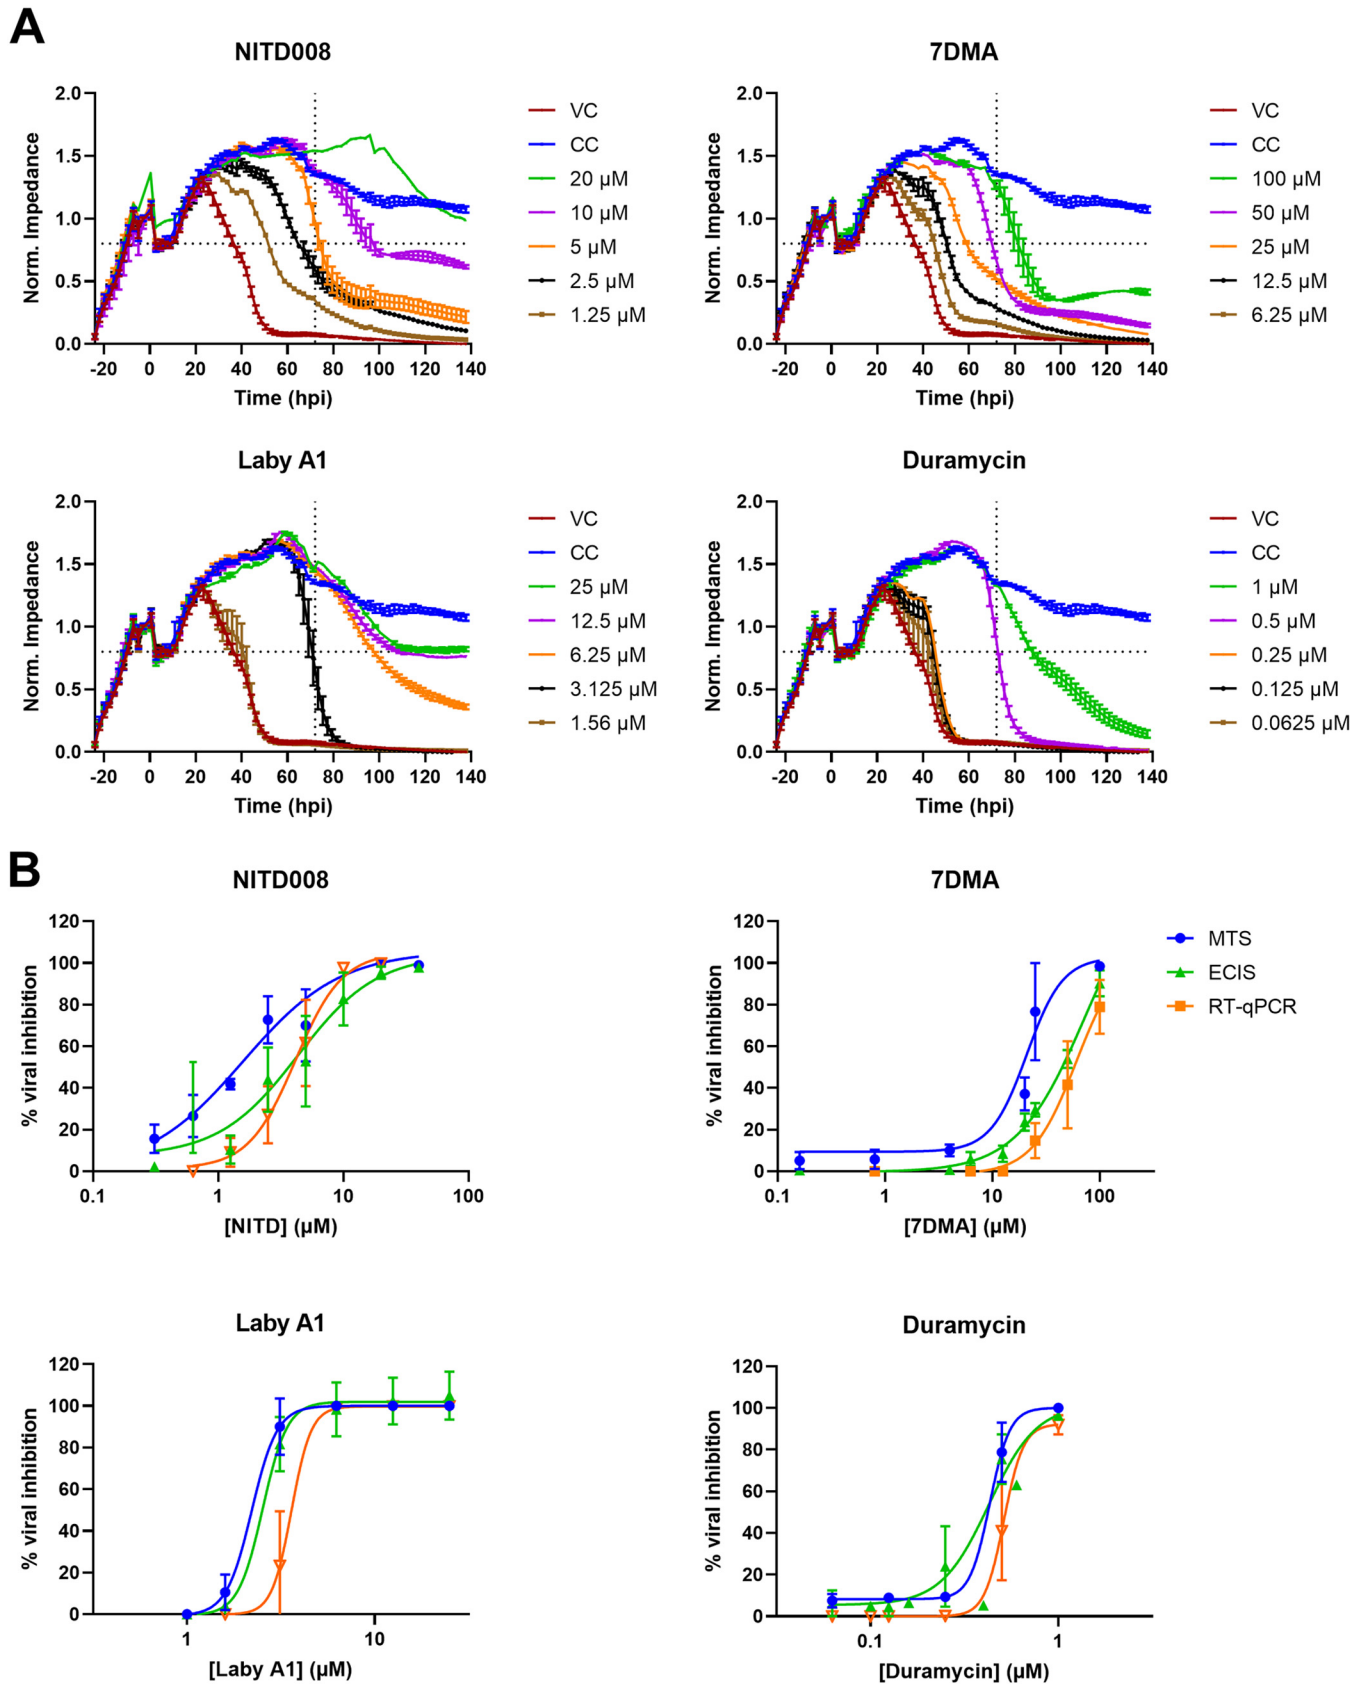 A
NITD008
2.0
1.5
1.0
0.5
0.0
Norm. Impedance
-20 0 20 40 60 80 100 120 140
Time (hpi)
VC
CC
20 µM
10 µM
5 µM
2.5 µM
1.25 µM
7DMA
2.0
1.5
1.0
0.5
0.0
Norm. Impedance
-20 0 20 40 60 80 100 120 140
Time (hpi)
VC
CC
100 µM
50 µM
25 µM
12.5 µM
6.25 µM
Laby A1
2.0
1.5
1.0
0.5
0.0
Norm. Impedance
-20 0 20 40 60 80 100 120 140
Time (hpi)
VC
CC
25 µM
12.5 µM
6.25 µM
3.125 µM
1.56 µM
Duramycin
2.0
1.5
1.0
0.5
0.0
Norm. Impedance
-20 0 20 40 60 80 100 120 140
Time (hpi)
VC
CC
1 µM
0.5 µM
0.25 µM
0.125 µM
0.0625 µM
B
NITD008
120
100
80
60
40
20
0
% viral inhibition
0.1 1 10 100
[NITD] (µM)
7DMA
120
100
80
60
40
20
0
% viral inhibition
0.1 1 10 100
[7DMA] (µM)
MTS
ECIS
RT-qPCR
Laby A1
120
100
80
60
40
20
0
% viral inhibition
1 10
[Laby A1] (µM)
Duramycin
120
100
80
60
40
20
0
% viral inhibition
0.1 1
[Duramycin] (µM)